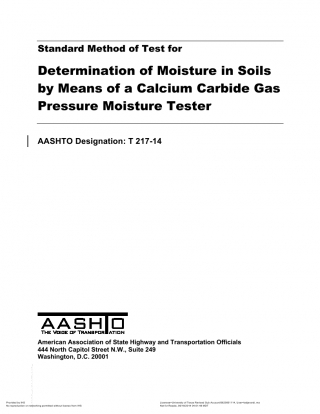 Standard Method of Test for
Determination of Moisture in Soils
by Means of a Calcium Carbide Gas
Pressure Moisture Tester
AASHTO Designation: T 217-14
AASHTO
THE VOICE OF TRANSPORTATION
American Association of State Highway and Transportation Officials
444 North Capitol Street N.W., Suite 249
Washington, D.C. 20001